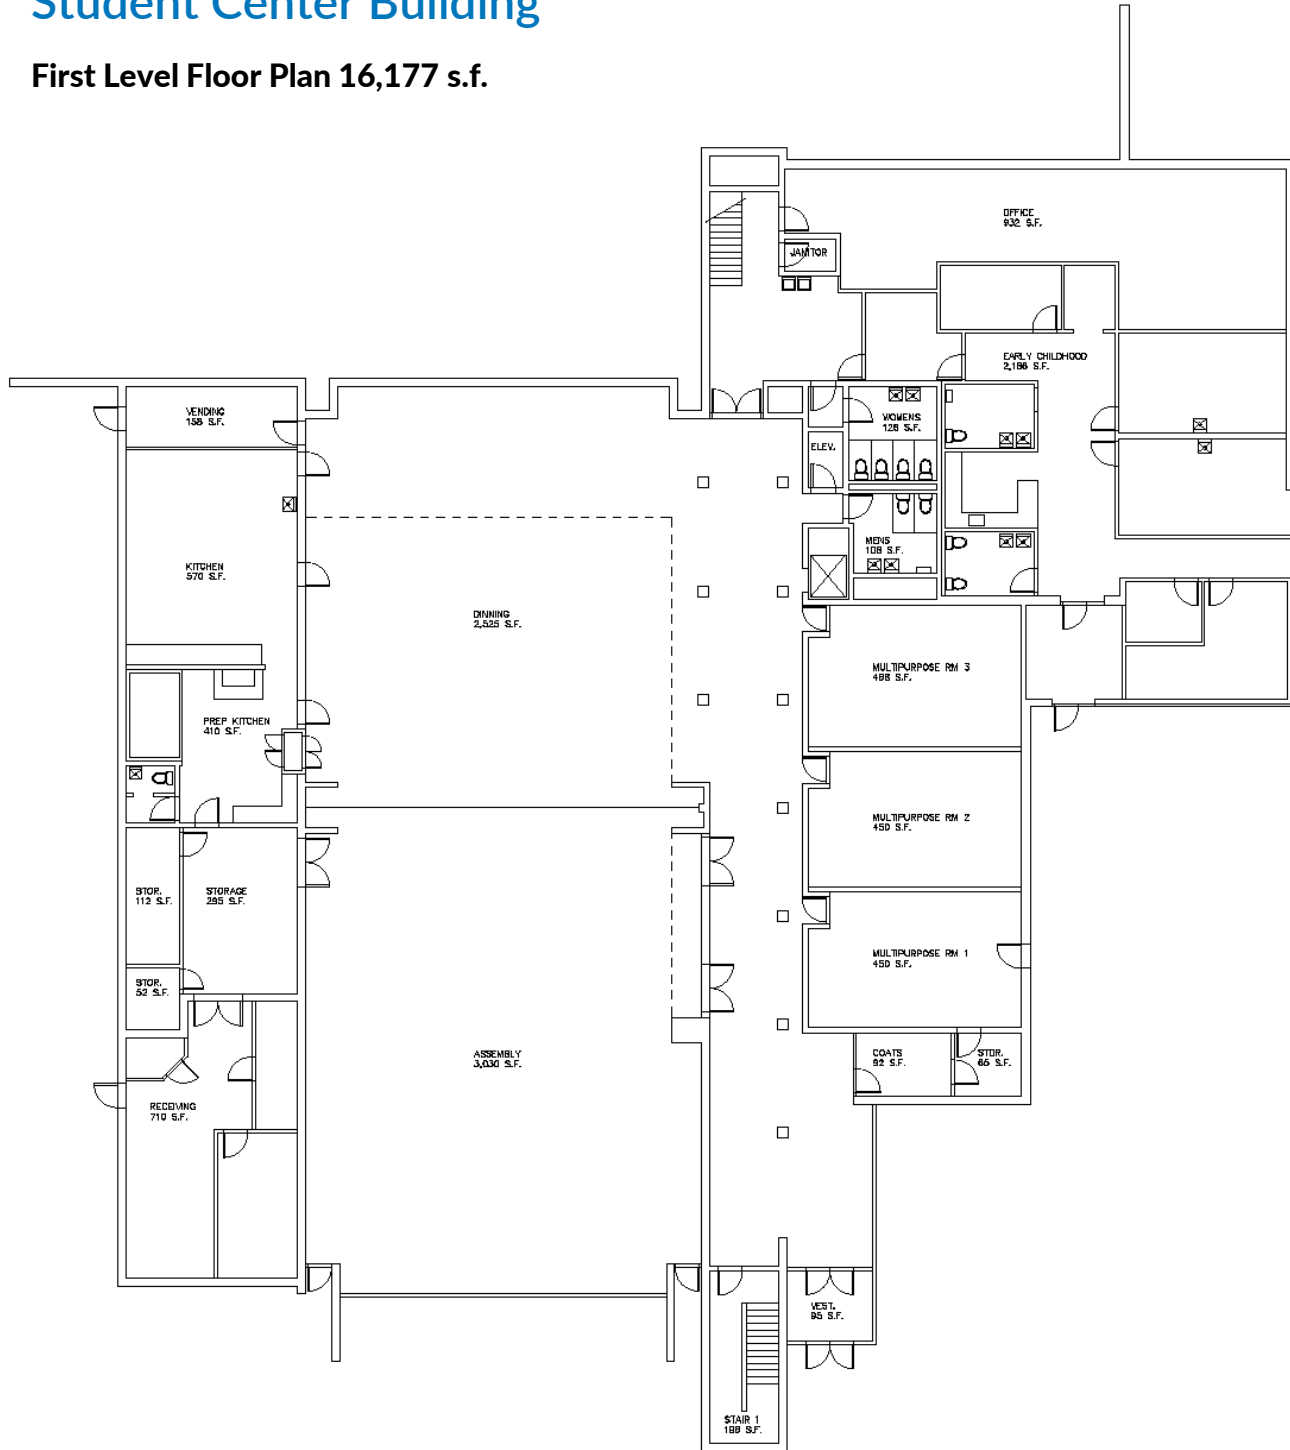 Student Center Building
First Level Floor Plan 16,177 s.f.
OFFICE
932 S.F.
JANITOR
EARLY CHILDHOOD
2,186 S.F.
VENDING
158 S.F.
WOMENS
128 S.F.
ELEV.
MENS
108 S.F.
KITCHEN
570 S.F.
DINNING
2,525 S.F.
MULTIPURPOSE RM 3
498 S.F.
PREP KITCHEN
410 S.F.
MULTIPURPOSE RM 2
450 S.F.
STOR.
112 S.F.
STORAGE
295 S.F.
MULTIPURPOSE RM 1
450 S.F.
STOR.
52 S.F.
ASSEMBLY
3,030 S.F.
COATS
92 S.F.
STOR.
65 S.F.
RECEIVING
710 S.F.
VEST.
95 S.F.
STAIR 1
S.F.